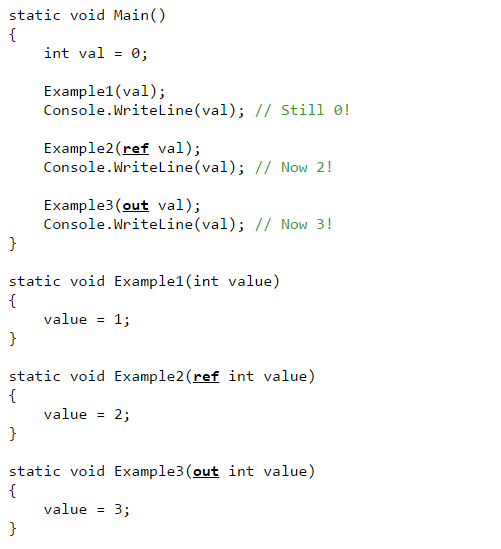 static void Main()
{
    int val = 0;

    Example1(val);
    Console.WriteLine(val); // Still 0!

    Example2(ref val);
    Console.WriteLine(val); // Now 2!

    Example3(out val);
    Console.WriteLine(val); // Now 3!
}

static void Example1(int value)
{
    value = 1;
}

static void Example2(ref int value)
{
    value = 2;
}

static void Example3(out int value)
{
    value = 3;
}